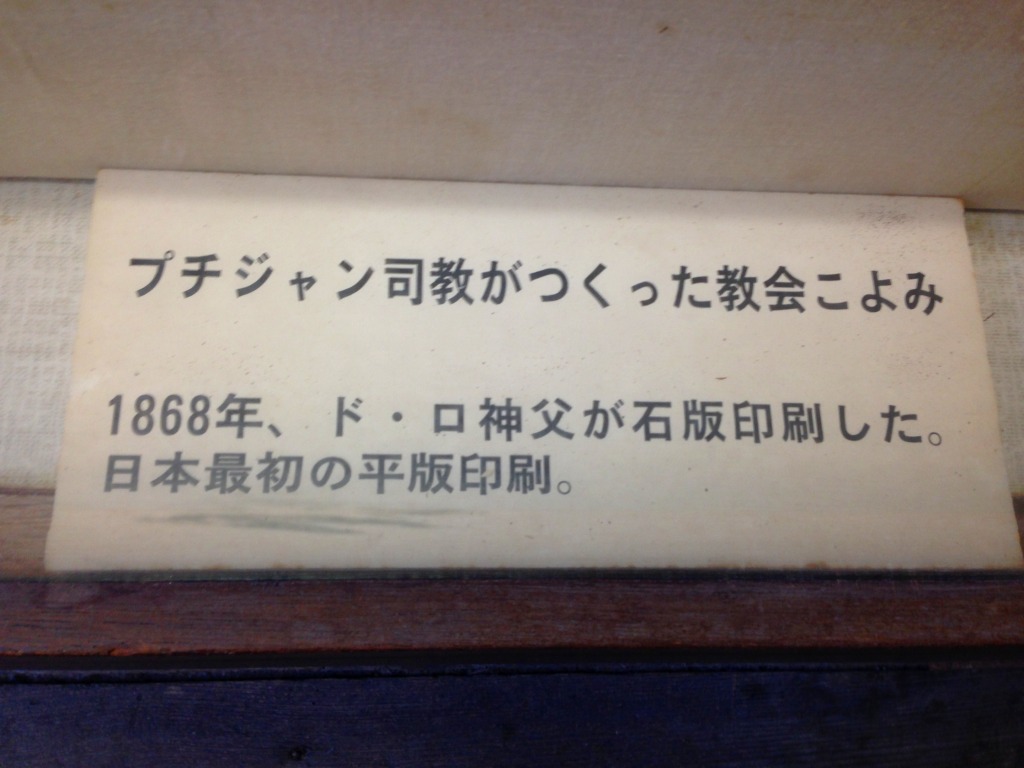 プチジャン司教がつくった教会こよみ
1868年、ド・ロ神父が石版印刷した。
日本最初の平版印刷。